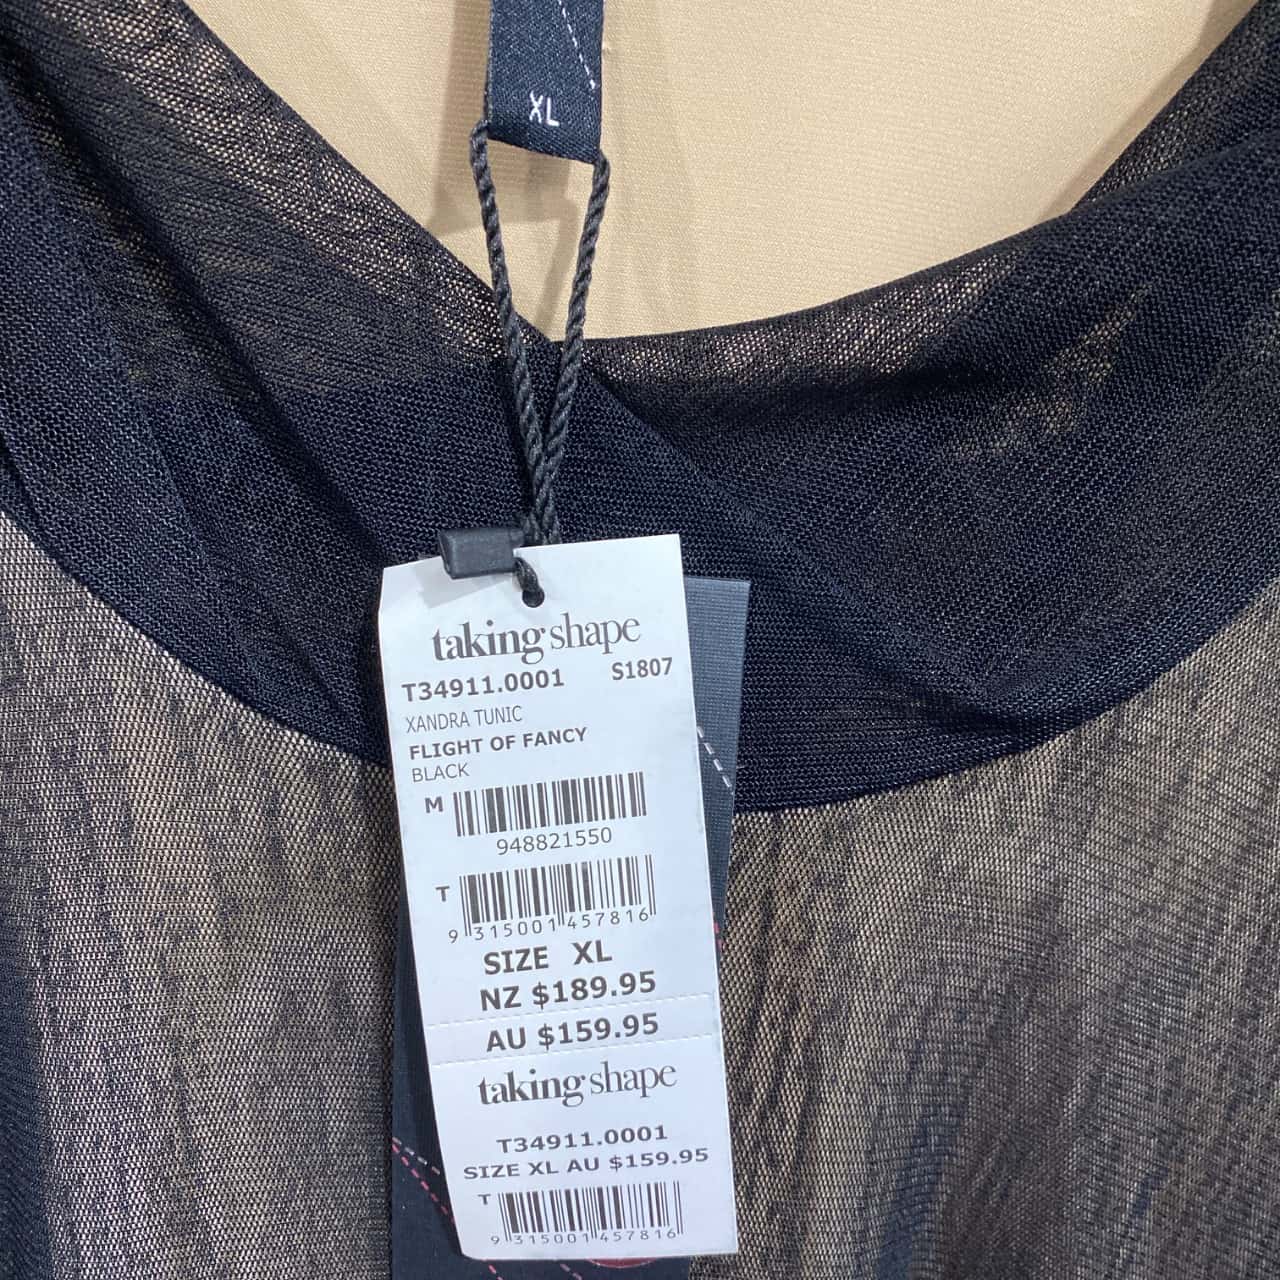 XL
taking shape
T34911.0001 S1807
XANDRA TUNIC
FLIGHT OF FANCY
BLACK
M
948821550
T
9 315001 457816
SIZE XL
NZ $189.95
AU $159.95
taking shape
T34911.0001
SIZE XL AU $159.95
T
9 315001 457816